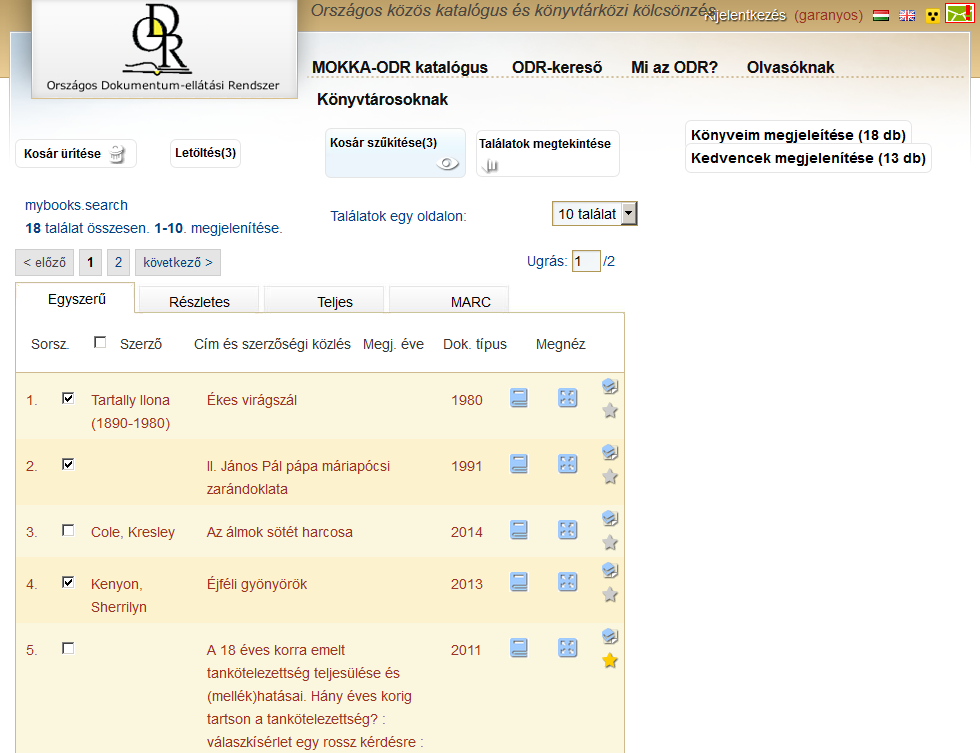 Országos közös katalógus és könyvtárközi kölcsönzés
Kijelentkezés (garanyos)
ODR
Országos Dokumentum-ellátási Rendszer
MOKKA-ODR katalógus ODR-kereső Mi az ODR? Olvasóknak
Könyvtárosoknak
Kosár ürítése Letöltés(3) Kosár szűkítése(3) Találatok megtekintése
Könyveim megjeleítése (18 db)
Kedvencek megjelenítése (13 db)
mybooks.search
18 találat összesen. 1-10. megjelenítése.
Találatok egy oldalon: 10 találat
< előző 1 2 következő > Ugrás: 1 /2
Egyszerű Részletes Teljes MARC
Sorsz. Szerző Cím és szerzőségi közlés Megj. éve Dok. típus Megnéz
1. Tartally Ilona Ékes virágszál 1980
(1890-1980)
2. II. János Pál pápa máriapócsi 1991
zarándoklata
3. Cole, Kresley Az álmok sötét harcosa 2014
4. Kenyon, Éjféli gyönyörök 2013
Sherrilyn
5. A 18 éves korra emelt 2011
tankötelezettség teljesülése és
(mellék)hatásai. Hány éves korig
tartson a tankötelezettség? :
válaszkísérlet egy rossz kérdésre :